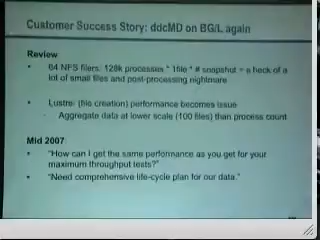 Customer Success Story: ddcMD on BG/L again
Review
• 64 NFS filers: 128k processes * 1file * # snapshot = a heck of a
lot of small files and post-processing nightmare
• Lustre: (file creation) performance becomes issue
- Aggregate data at lower scale (100 files) than process count
Mid 2007:
• "How can I get the same performance as you get for your
maximum throughput tests?"
• "Need comprehensive life-cycle plan for our data."